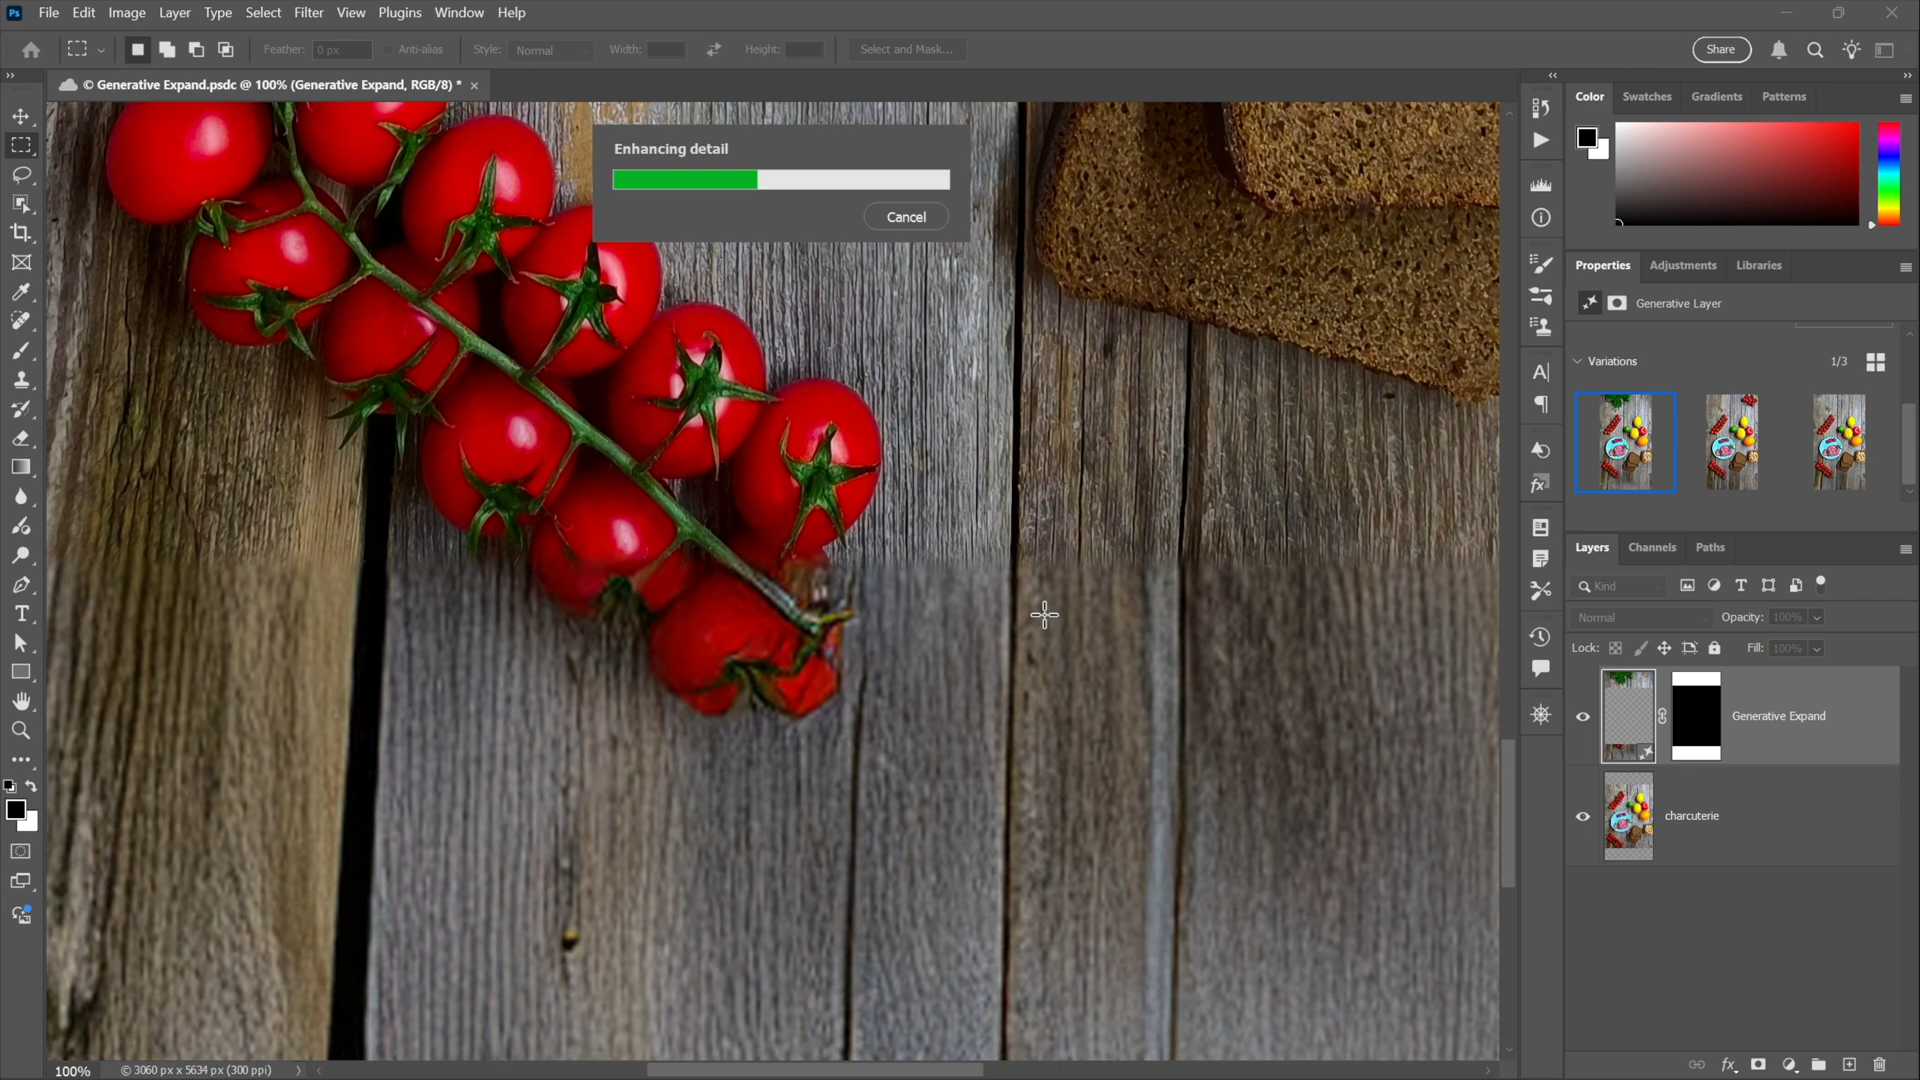 Ps File Edit Image Layer Type Select Filter View Plugins Window Help
Feather: 0 px Anti-alias Style: Normal Width: Height: Select and Mask... Share
© Generative Expand.psdc @ 100% (Generative Expand, RGB/8) *
Enhancing detail
Cancel
Color Swatches Gradients Patterns
Properties Adjustments Libraries
Generative Layer
Variations 1/3
Layers Channels Paths
Kind
Normal Opacity: 100%
Lock: Fill: 100%
Generative Expand
charcuterie
100% © 3060 px x 5634 px (300 ppi)